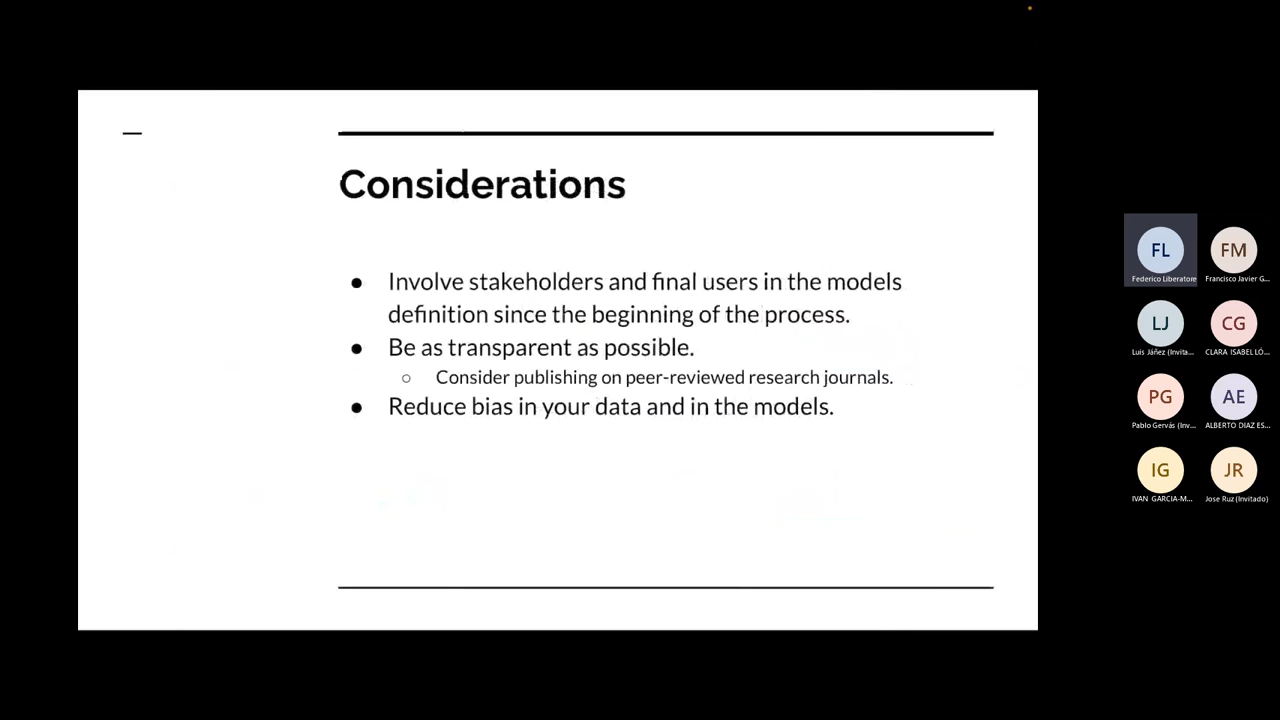 Considerations
● Involve stakeholders and final users in the models
definition since the beginning of the process.
● Be as transparent as possible.
○ Consider publishing on peer-reviewed research journals.
● Reduce bias in your data and in the models.
FL
Federico Liberatore
FM
Francisco Javier G...
LJ
Luis Jáñez (Invita...
CG
CLARA ISABEL LÓ...
PG
Pablo Gervás (Inv...
AE
ALBERTO DIAZ ES...
IG
IVAN GARCIA-M...
JR
Jose Ruz (Invitado)